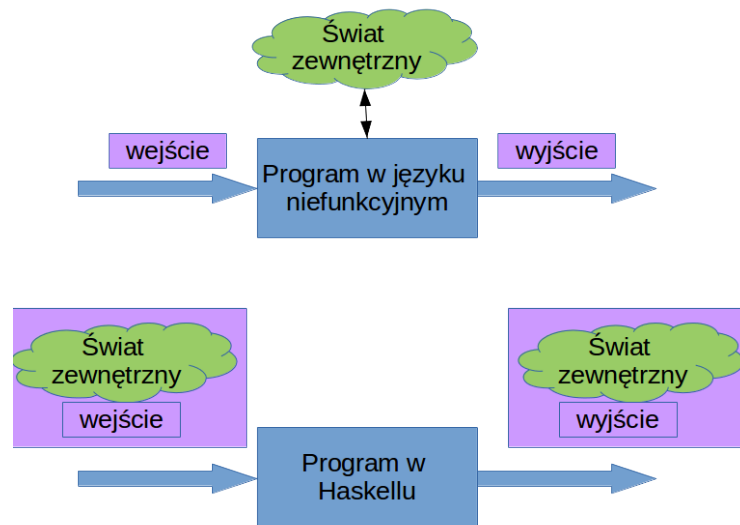 Świat
zewnętrzny
wejście
wyjście
Program w języku
niefunkcyjnym
Świat
zewnętrzny
wejście
Świat
zewnętrzny
wyjście
Program w
Haskellu